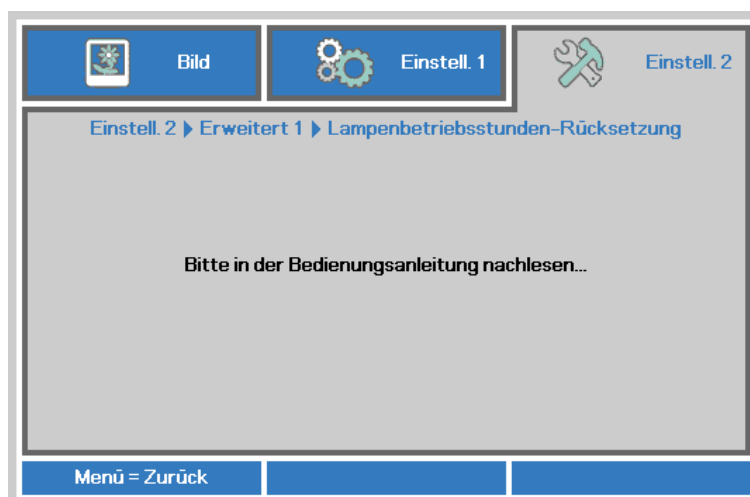 Bild
Einstell. 1
Einstell. 2
Einstell. 2 ▶ Erweitert 1 ▶ Lampenbetriebsstunden-Rücksetzung
Bitte in der Bedienungsanleitung nachlesen...
Menü = Zurück